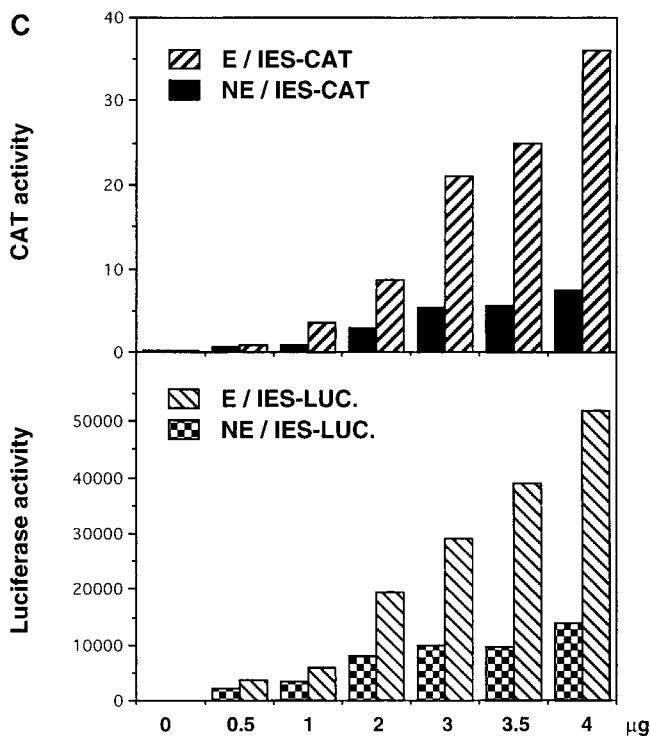 C
CAT activity
40
30
20
10
0
E / IES-CAT
NE / IES-CAT
Luciferase activity
50000
40000
30000
20000
10000
0
E / IES-LUC.
NE / IES-LUC.
0 0.5 1 2 3 3.5 4 µg